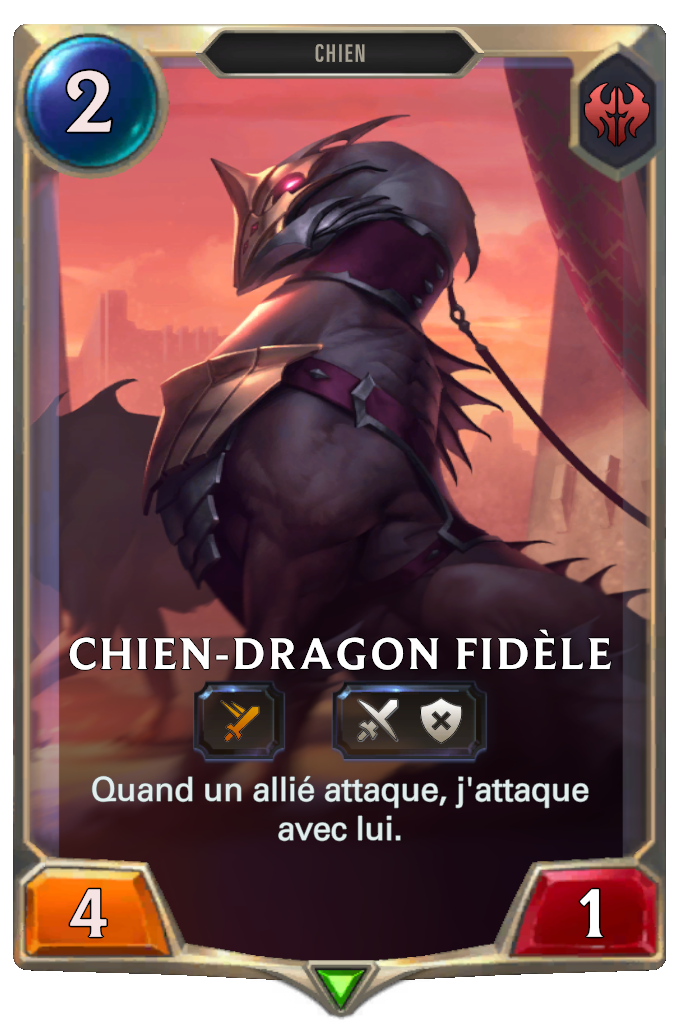 CHIEN
2
CHIEN-DRAGON FIDÈLE
Quand un allié attaque, j'attaque
avec lui.
4
1